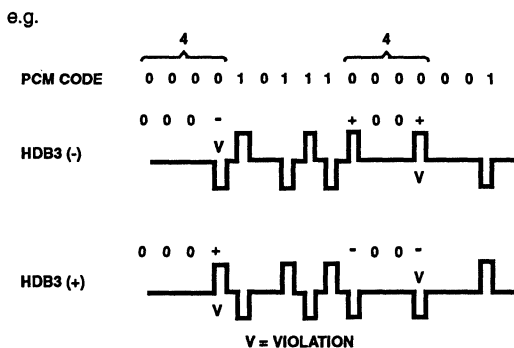 e.g.
4 4
PCM CODE 0 0 0 0 1 0 1 1 1 0 0 0 0 0 0 1
0 0 0 - + 0 0 +
V
HDB3 (-)
V
0 0 0 + - 0 0 -
V
HDB3 (+)
V
V = VIOLATION